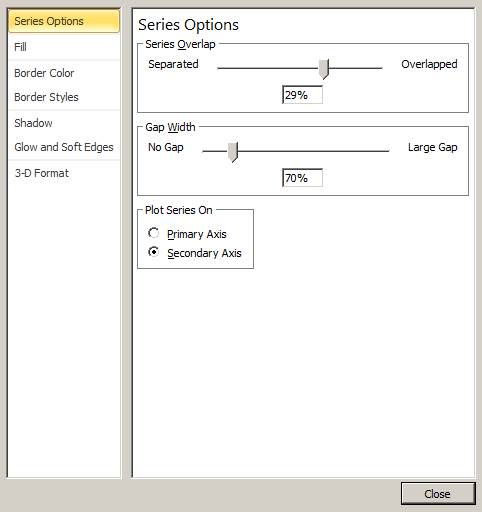 Series Options
Fill
Border Color
Border Styles
Shadow
Glow and Soft Edges
3-D Format
Series Options
Series Overlap
Separated Overlapped
29%
Gap Width
No Gap Large Gap
70%
Plot Series On
Primary Axis
Secondary Axis
Close